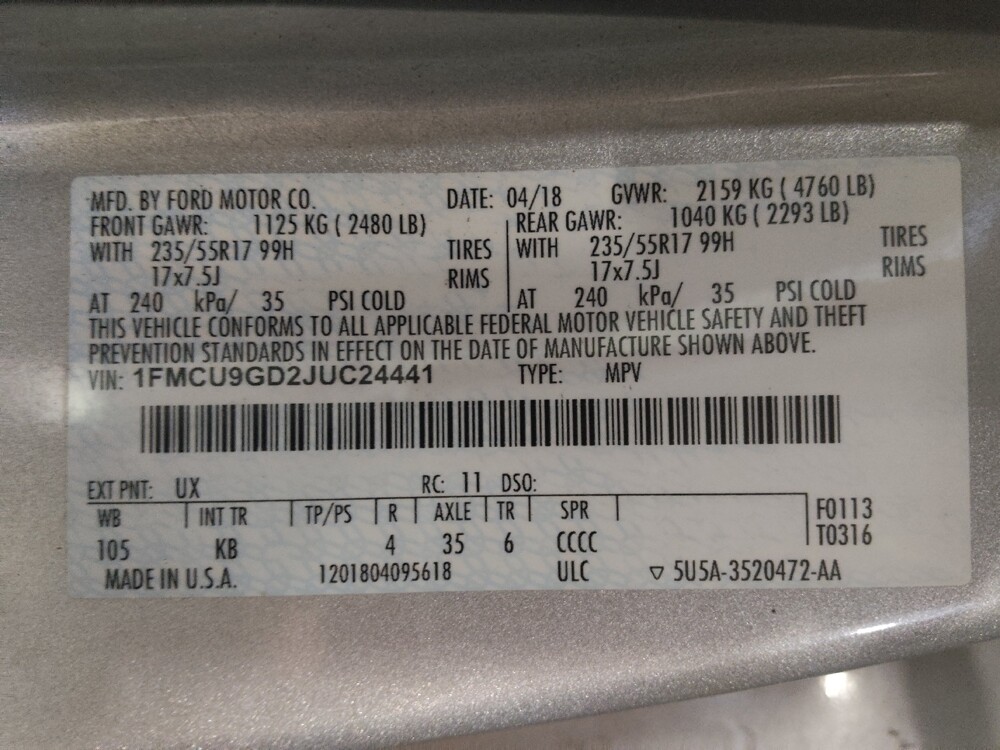 MFD. BY FORD MOTOR CO. DATE: 04/18 GVWR: 2159 KG ( 4760 LB)
FRONT GAWR: 1125 KG ( 2480 LB) REAR GAWR: 1040 KG ( 2293 LB)
WITH 235/55R17 99H TIRES WITH 235/55R17 99H TIRES
17x7.5J RIMS 17x7.5J RIMS
AT 240 kPa/ 35 PSI COLD AT 240 kPa/ 35 PSI COLD
THIS VEHICLE CONFORMS TO ALL APPLICABLE FEDERAL MOTOR VEHICLE SAFETY AND THEFT
PREVENTION STANDARDS IN EFFECT ON THE DATE OF MANUFACTURE SHOWN ABOVE.
VIN: 1FMCU9GD2JUC24441 TYPE: MPV
EXT PNT: UX RC: 11 DSO:
WB INT TR TP/PS R AXLE TR SPR F0113
T0316
105 KB 4 35 6 CCCC
MADE IN U.S.A. 1201804095618 ULC ▽ 5U5A-3520472-AA